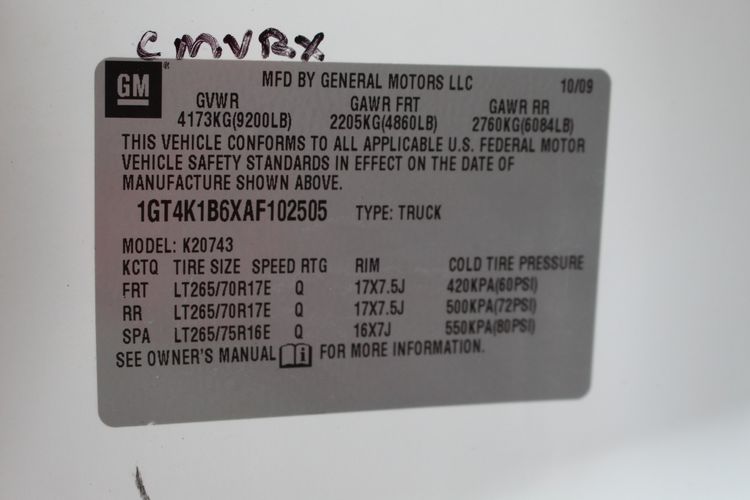 CMVRX
GM ® MFD BY GENERAL MOTORS LLC 10/09
GVWR GAWR FRT GAWR RR
4173KG(9200LB) 2205KG(4860LB) 2760KG(6084LB)
THIS VEHICLE CONFORMS TO ALL APPLICABLE U.S. FEDERAL MOTOR
VEHICLE SAFETY STANDARDS IN EFFECT ON THE DATE OF
MANUFACTURE SHOWN ABOVE.
1GT4K1B6XAF102505 TYPE: TRUCK
MODEL: K20743
KCTQ TIRE SIZE SPEED RTG RIM COLD TIRE PRESSURE
FRT LT265/70R17E Q 17X7.5J 420KPA(60PSI)
RR LT265/70R17E Q 17X7.5J 500KPA(72PSI)
SPA LT265/75R16E Q 16X7J 550KPA(80PSI)
SEE OWNER'S MANUAL i FOR MORE INFORMATION.